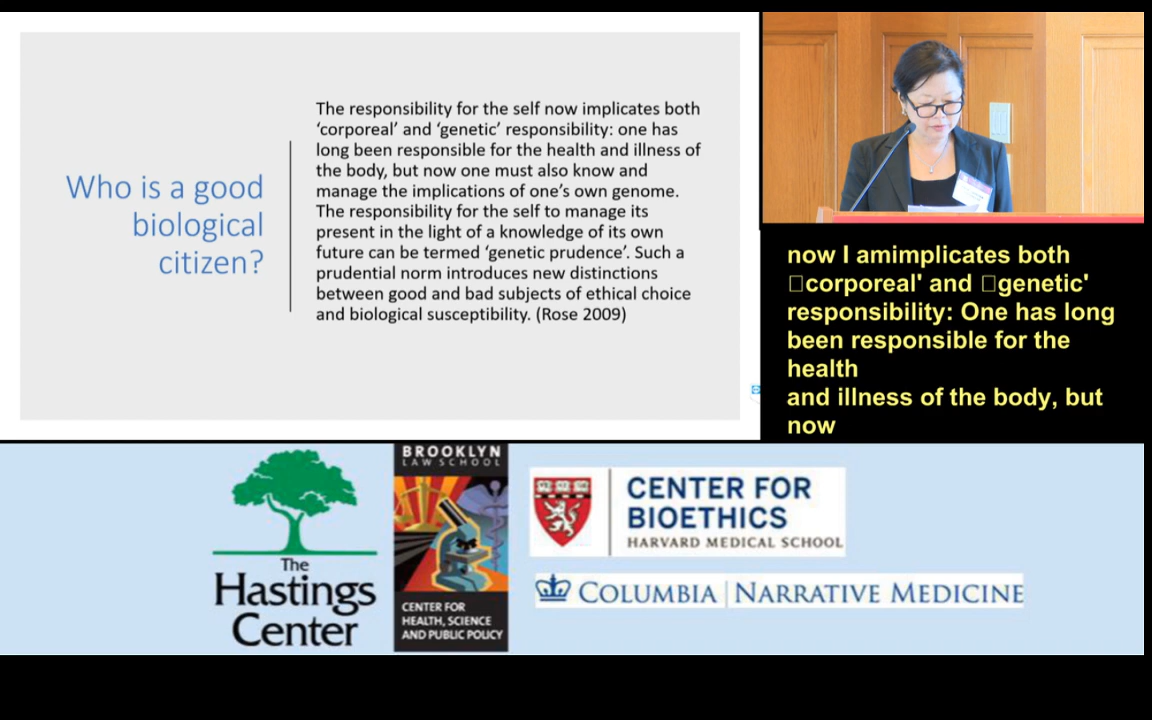 Who is a good
biological
citizen?
The responsibility for the self now implicates both
‘corporeal’ and ‘genetic’ responsibility: one has
long been responsible for the health and illness of
the body, but now one must also know and
manage the implications of one’s own genome.
The responsibility for the self to manage its
present in the light of a knowledge of its own
future can be termed ‘genetic prudence’. Such a
prudential norm introduces new distinctions
between good and bad subjects of ethical choice
and biological susceptibility. (Rose 2009)
now I amimplicates both
□corporeal' and □genetic'
responsibility: One has long
been responsible for the
health
and illness of the body, but
now
The
Hastings
Center
BROOKLYN
LAW SCHOOL
CENTER FOR
HEALTH, SCIENCE
AND PUBLIC POLICY
CENTER FOR
BIOETHICS
HARVARD MEDICAL SCHOOL
COLUMBIA | NARRATIVE MEDICINE